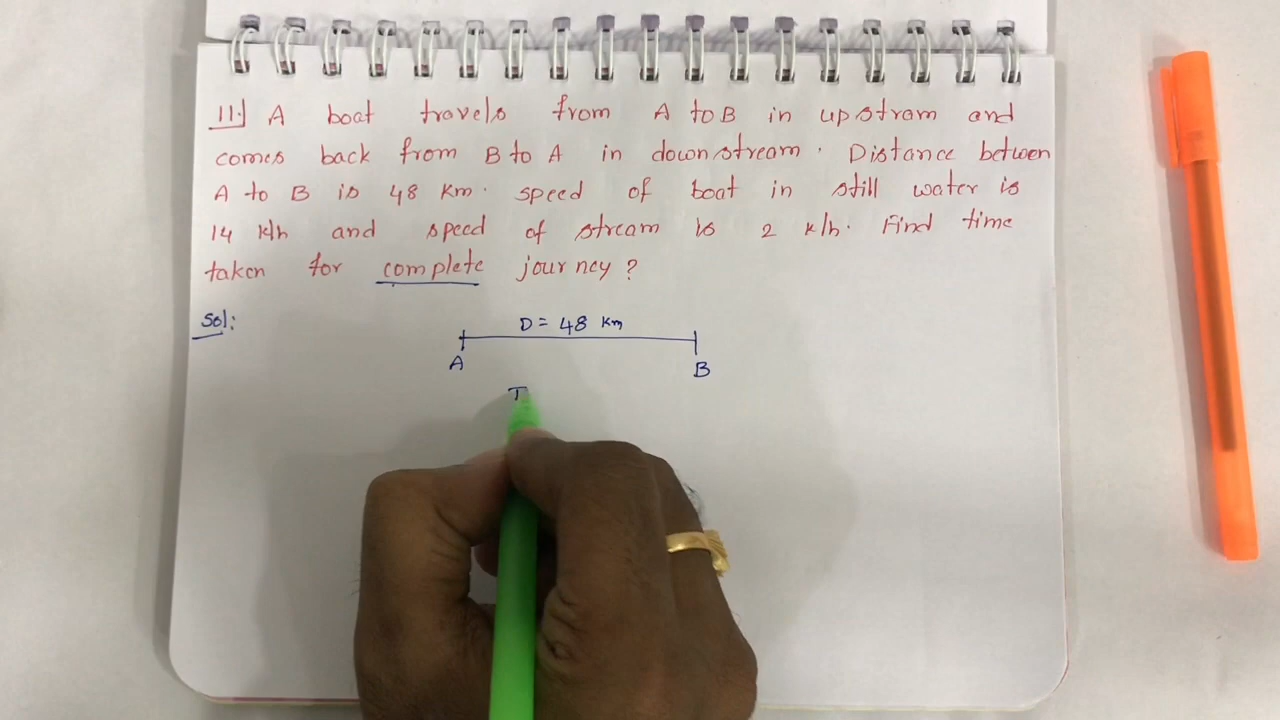 11.] A boat travels from A to B in upstram and
comes back from B to A in downstream. Distance betwen
A to B is 48 km. speed of boat in still water is
14 k/h and speed of stream is 2 k/h. Find time
taken for complete journey?
Sol:
D = 48 km
A B
T